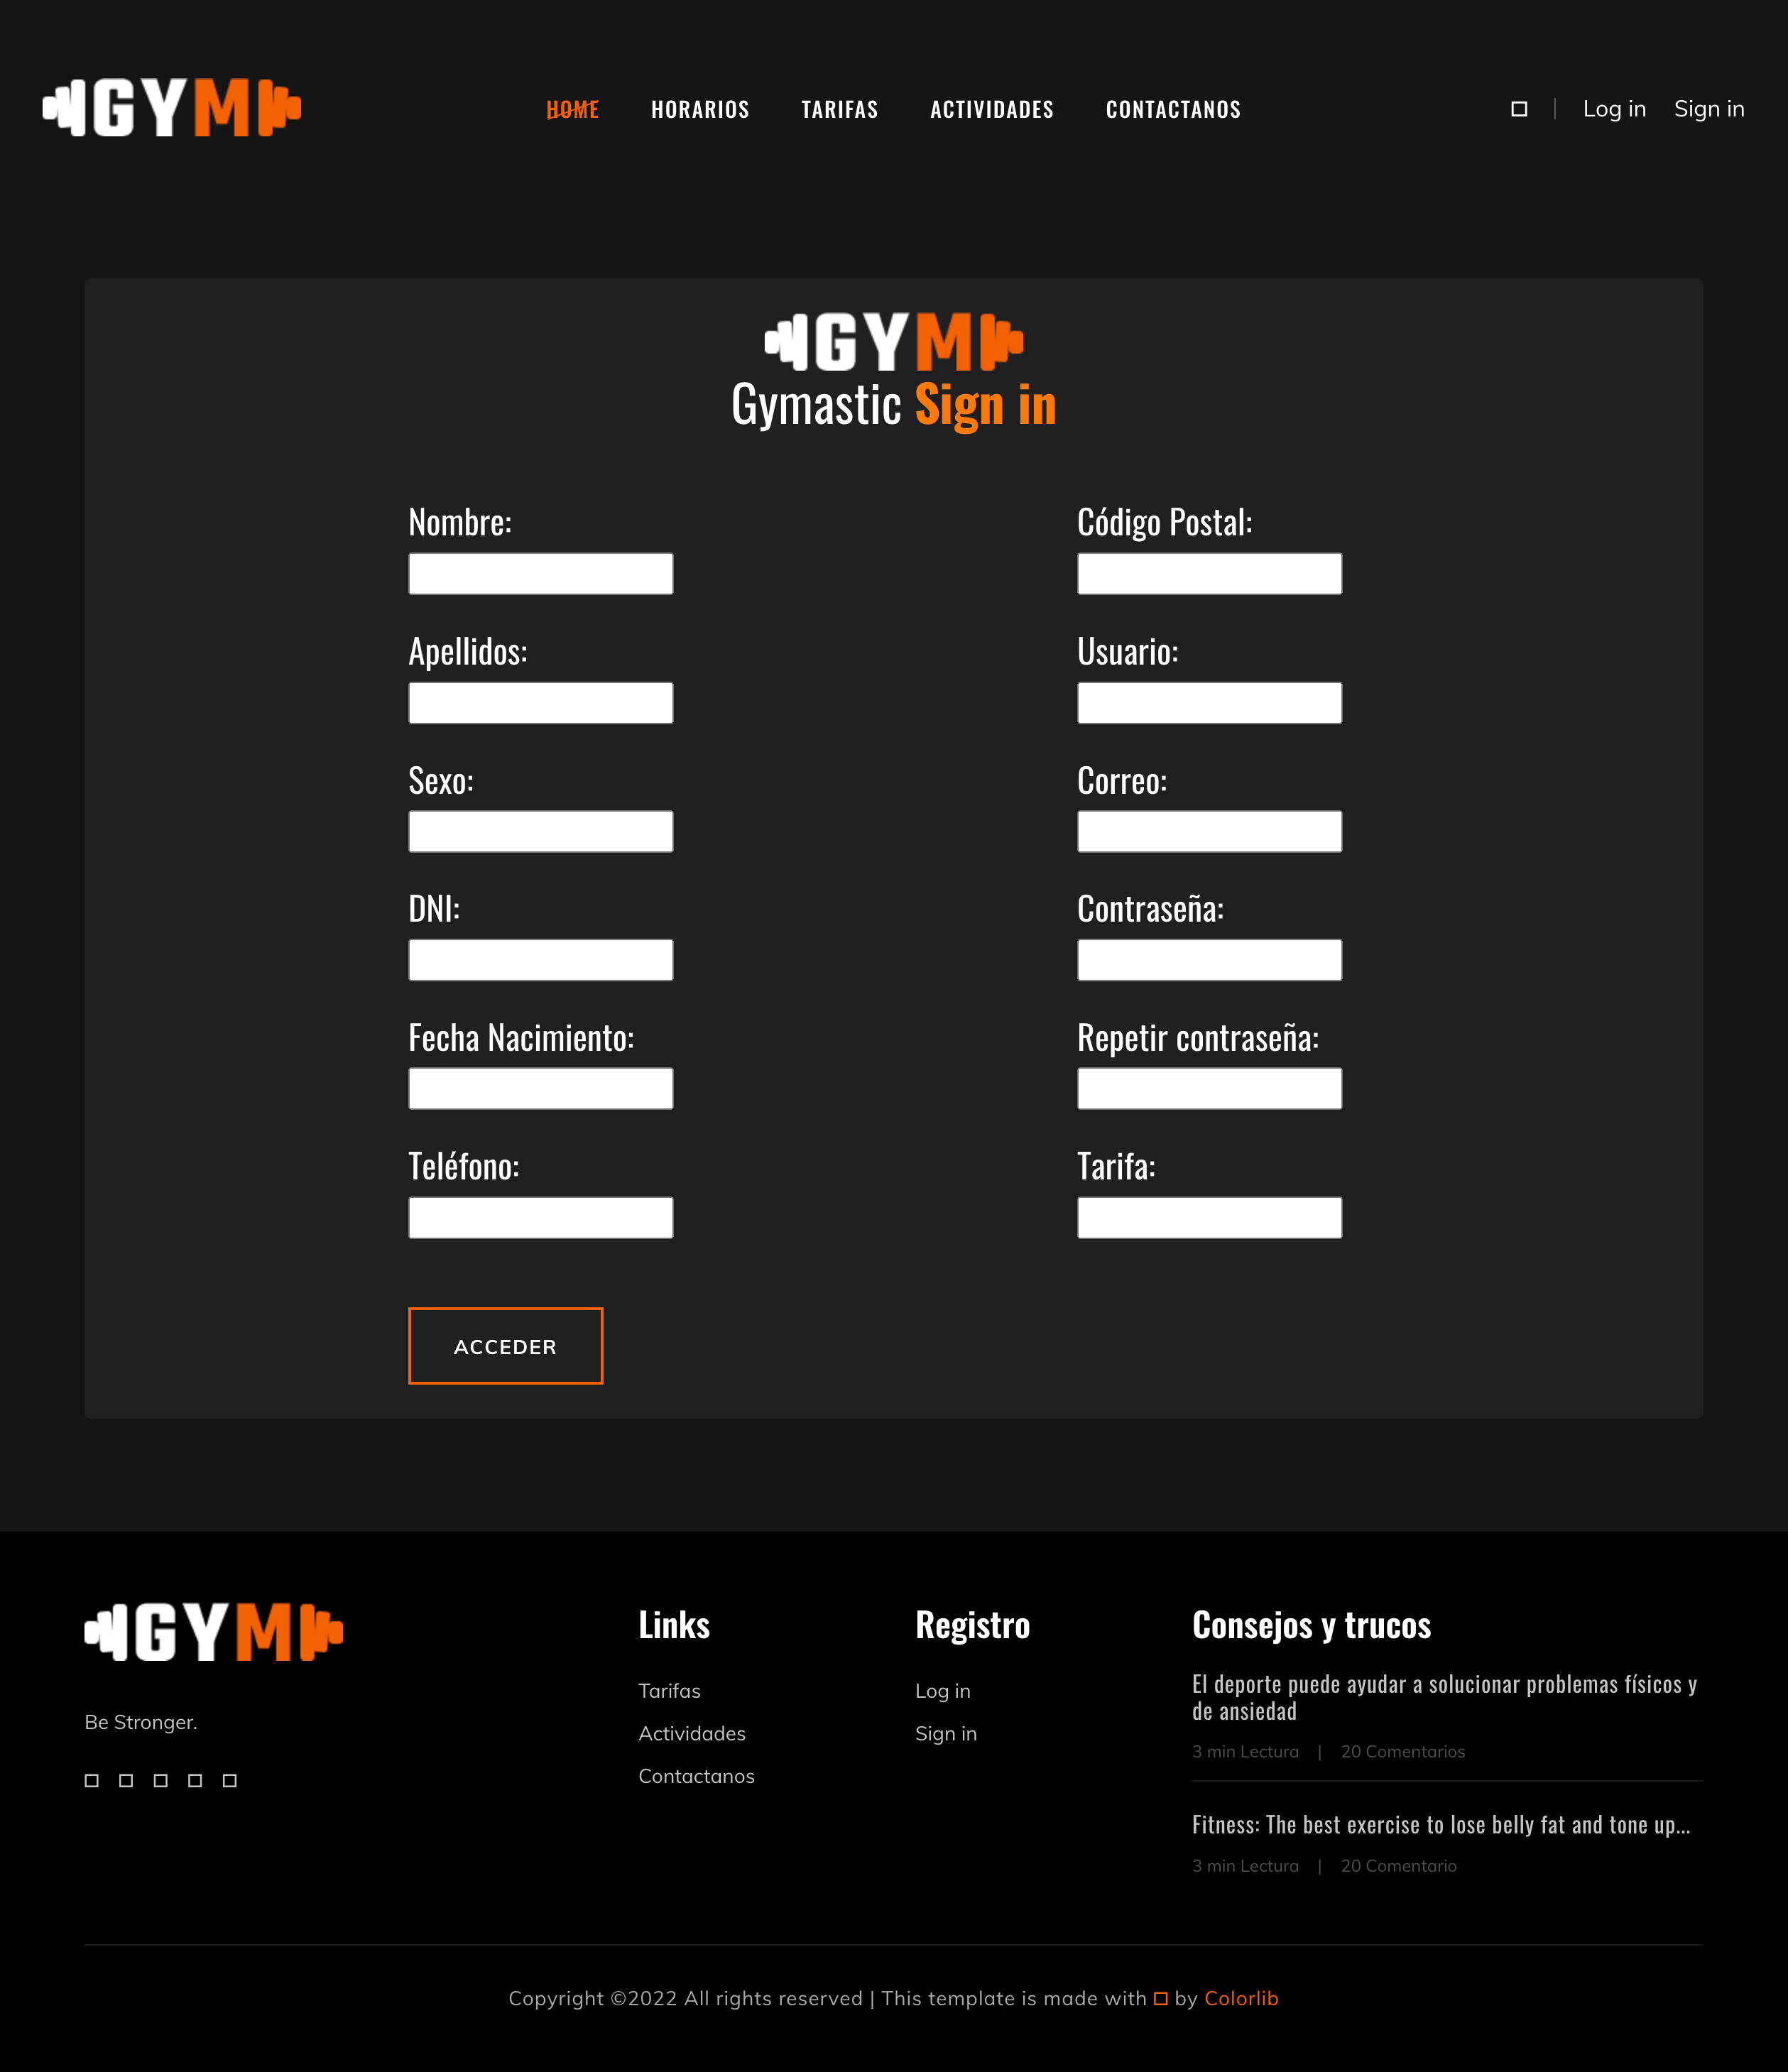 GYM
HOME HORARIOS TARIFAS ACTIVIDADES CONTACTANOS
Log in Sign in
GYM
Gymastic Sign in
Nombre:
Apellidos:
Sexo:
DNI:
Fecha Nacimiento:
Teléfono:
Código Postal:
Usuario:
Correo:
Contraseña:
Repetir contraseña:
Tarifa:
ACCEDER
GYM
Be Stronger.
Links
Tarifas
Actividades
Contactanos
Registro
Log in
Sign in
Consejos y trucos
El deporte puede ayudar a solucionar problemas físicos y
de ansiedad
3 min Lectura | 20 Comentarios
Fitness: The best exercise to lose belly fat and tone up...
3 min Lectura | 20 Comentario
Copyright ©2022 All rights reserved | This template is made with by Colorlib